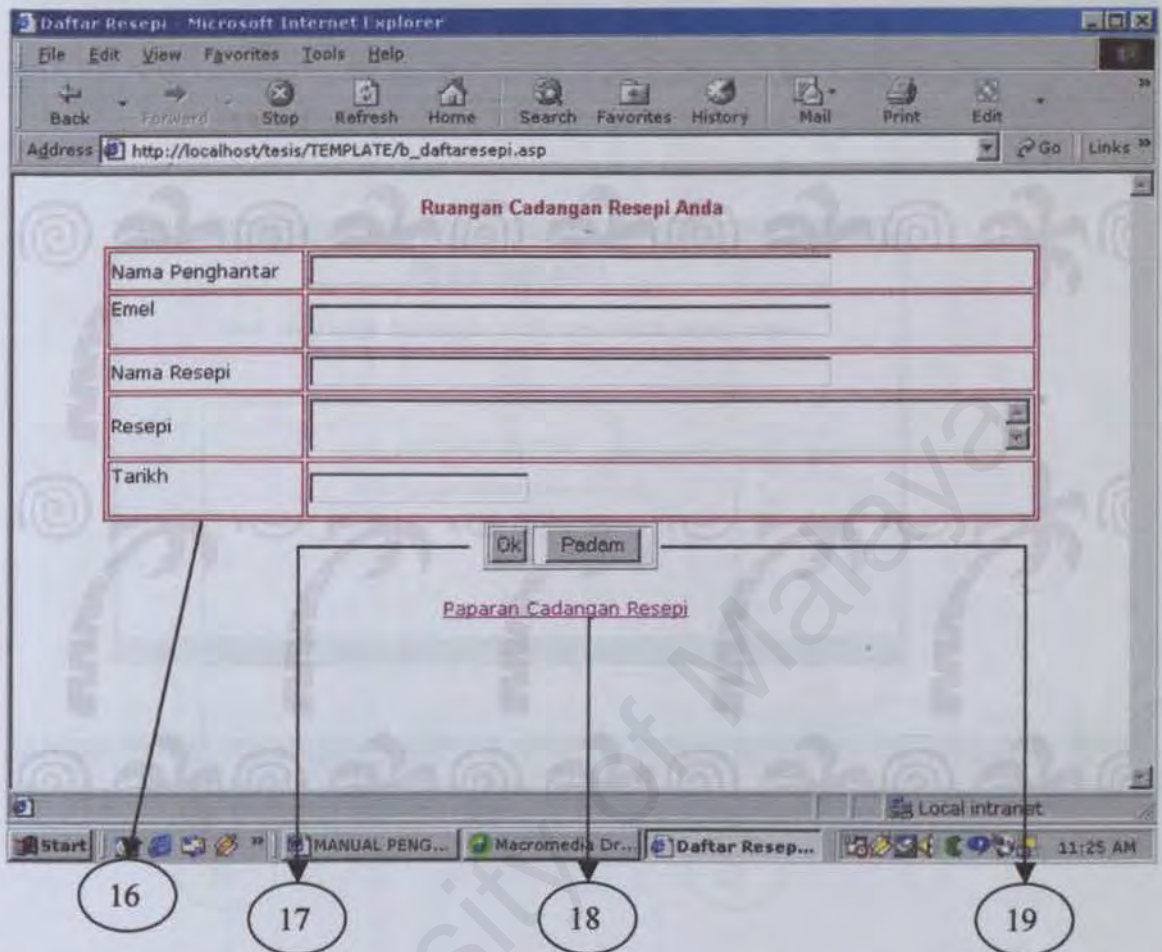 Daftar Resepi - Microsoft Internet Explorer
File Edit View Favorites Tools Help
Back Forward Stop Refresh Home Search Favorites History Mail Print Edit
Address http://localhost/tesis/TEMPLATE/b_daftaresepi.asp Go Links
Ruangan Cadangan Resepi Anda
Nama Penghantar
Emel
Nama Resepi
Resepi
Tarikh
Ok Padam
Paparan Cadangan Resepi
Local intranet
Start MANUAL PENG... Macromedia Dr... Daftar Resep... 11:25 AM
16 17 18 19
University of Malaya